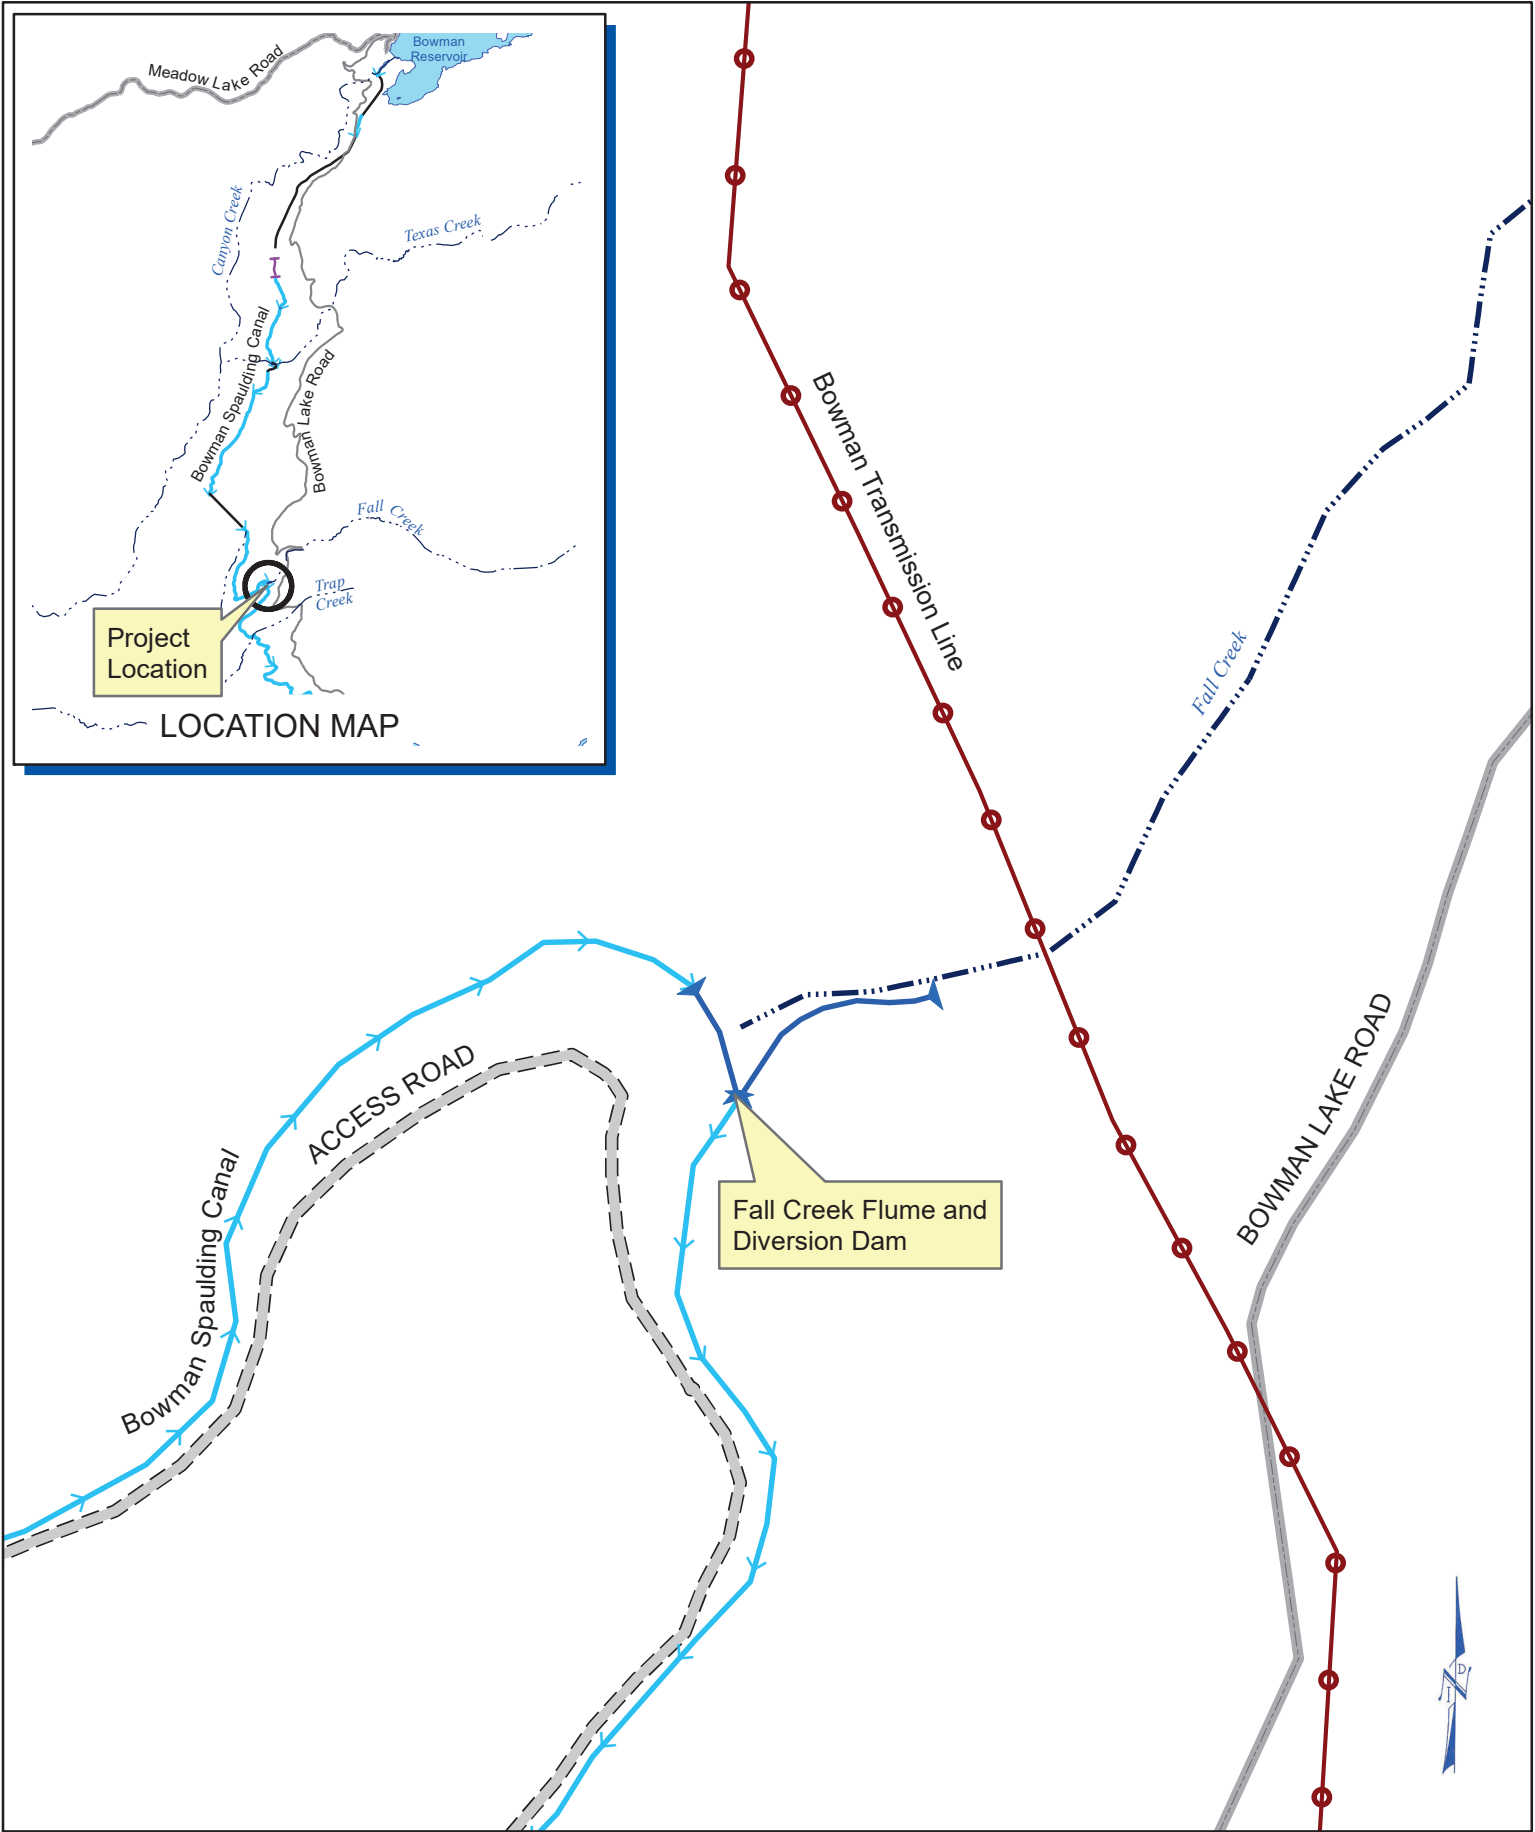 Bowman
Reservoir
Meadow Lake Road
Canyon Creek
Texas Creek
Bowman Spaulding Canal
Bowman Lake Road
Fall Creek
Trap
Creek
Project
Location
LOCATION MAP
Bowman Transmission Line
Fall Creek
ACCESS ROAD
BOWMAN LAKE ROAD
Bowman Spaulding Canal
Fall Creek Flume and
Diversion Dam
N
I
D